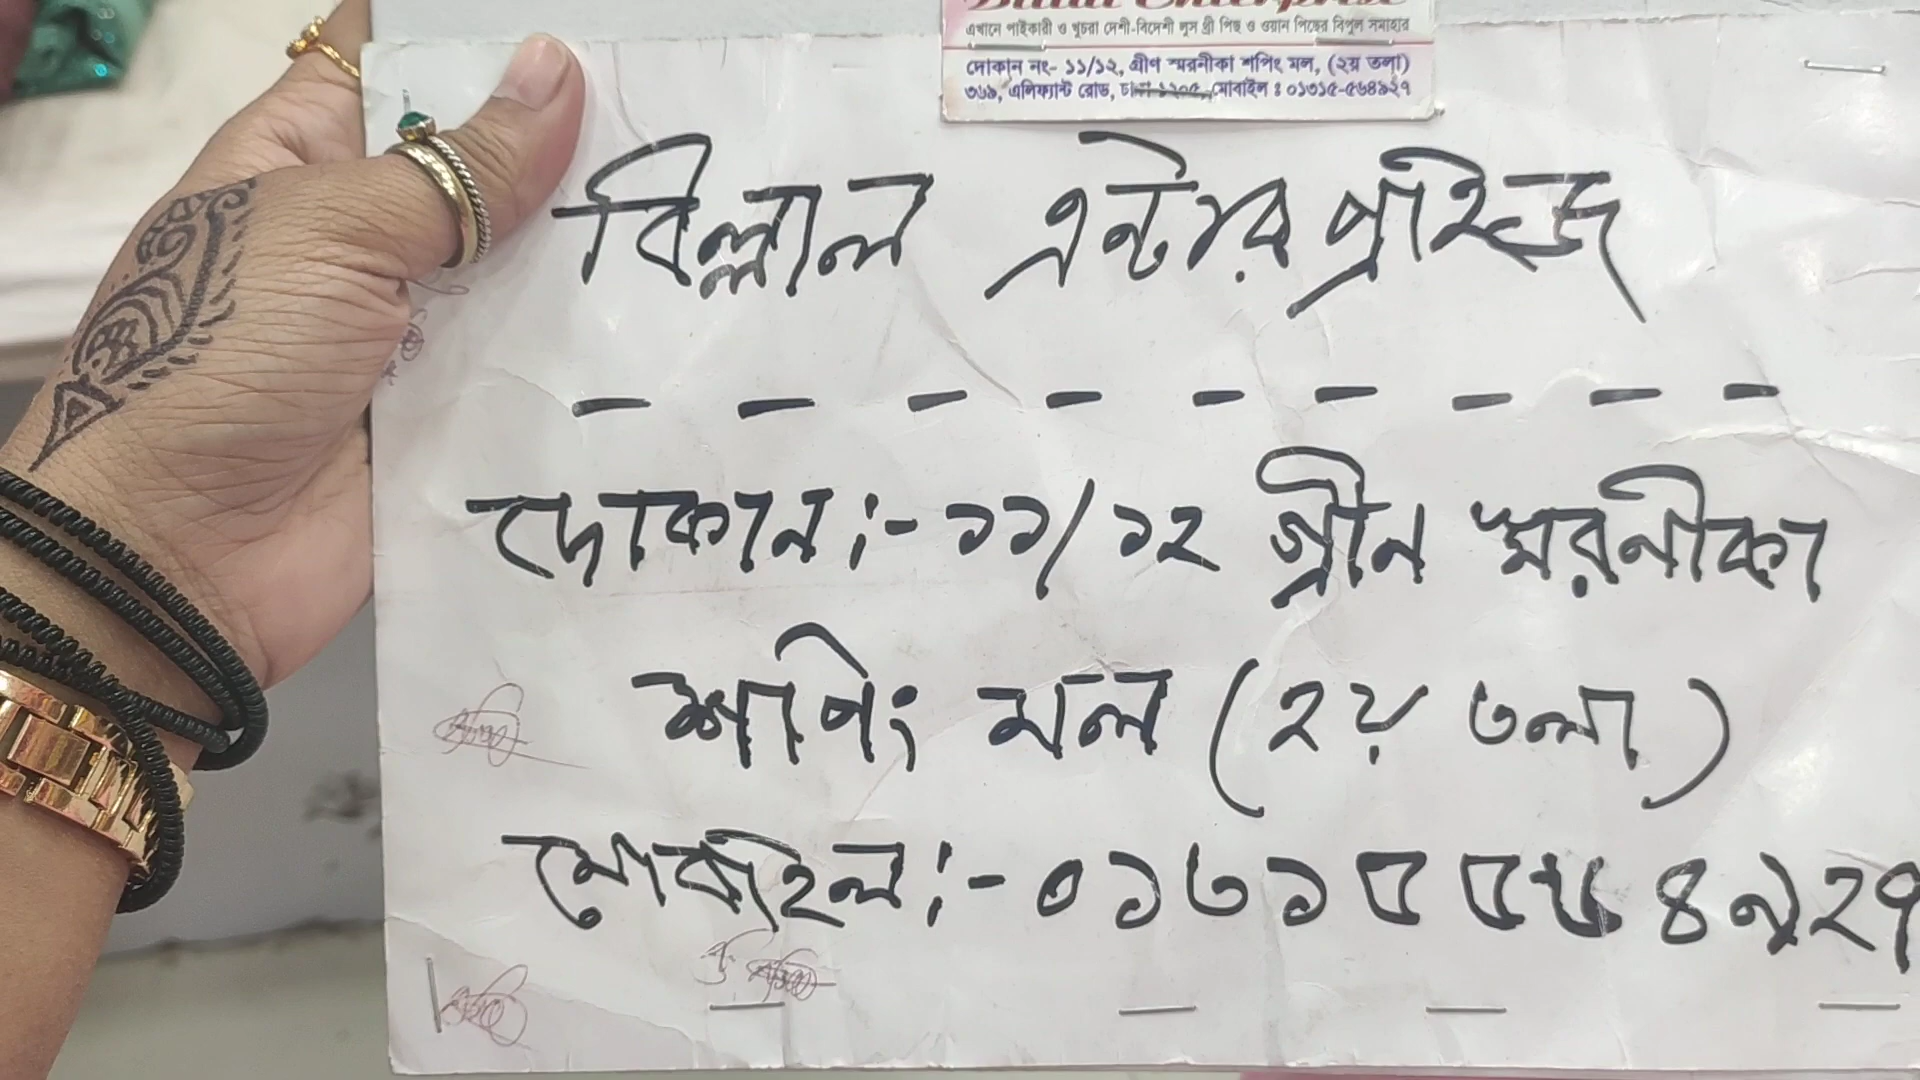 এখানে পাইকারী ও খুচরা দেশী-বিদেশী লুস থ্রী পিছ ও ওয়ান পিছের বিপুল সমাহার
দোকান নং- ১১/১২, গ্রীণ স্মরনীকা শপিং মল, (২য় তলা)
৩৬৯, এলিফ্যান্ট রোড, ঢাকা-১২০৫, মোবাইল ঃ ০১৩১৫-৫৬৪৯২৭
বিল্লাল এন্টারপ্রাইজ
দোকান ঃ- ১১/১২ গ্রীন স্মরনীকা
শপিং মল (২য় তলা)
মোবাইল ঃ- ০১৩১৫৫৬৪৯২৭